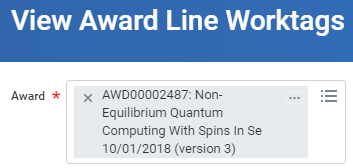 View Award Line Worktags
Award * AWD00002487: Non-
Equilibrium Quantum
Computing With Spins In Se
10/01/2018 (version 3)